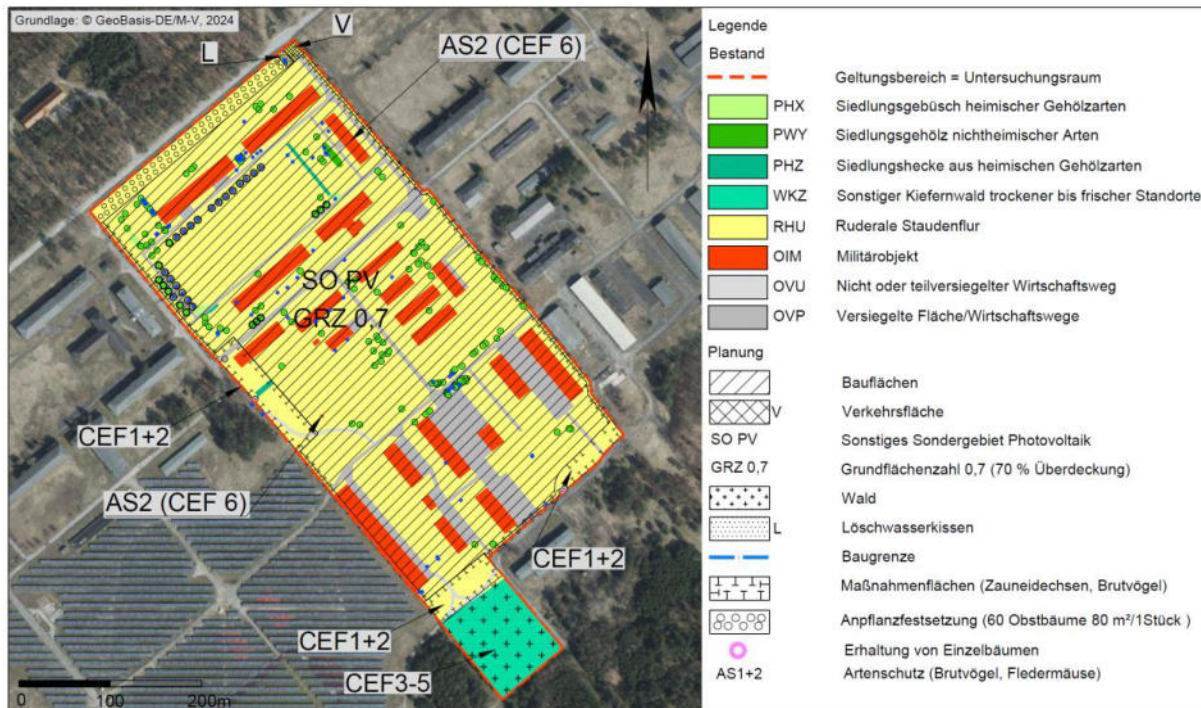 Grundlage: © GeoBasis-DE/M-V, 2024
V
L
AS2 (CEF 6)
SO PV
GRZ 0,7
CEF1+2
AS2 (CEF 6)
CEF1+2
CEF1+2
CEF3-5
0 100 200m
Legende
Bestand
Geltungsbereich = Untersuchungsraum
PHX Siedlungsgebüsch heimischer Gehölzarten
PWY Siedlungsgehölz nichtheimischer Arten
PHZ Siedlungshecke aus heimischen Gehölzarten
WKZ Sonstiger Kiefernwald trockener bis frischer Standorte
RHU Ruderale Staudenflur
OIM Militärobjekt
OVU Nicht oder teilversiegelter Wirtschaftsweg
OVP Versiegelte Fläche/Wirtschaftswege
Planung
Bauflächen
V Verkehrsfläche
SO PV Sonstiges Sondergebiet Photovoltaik
GRZ 0,7 Grundflächenzahl 0,7 (70 % Überdeckung)
Wald
L Löschwasserkissen
Baugrenze
Maßnahmenflächen (Zauneidechsen, Brutvögel)
Anpflanzfestsetzung (60 Obstbäume 80 m²/1Stück )
Erhaltung von Einzelbäumen
AS1+2 Artenschutz (Brutvögel, Fledermäuse)